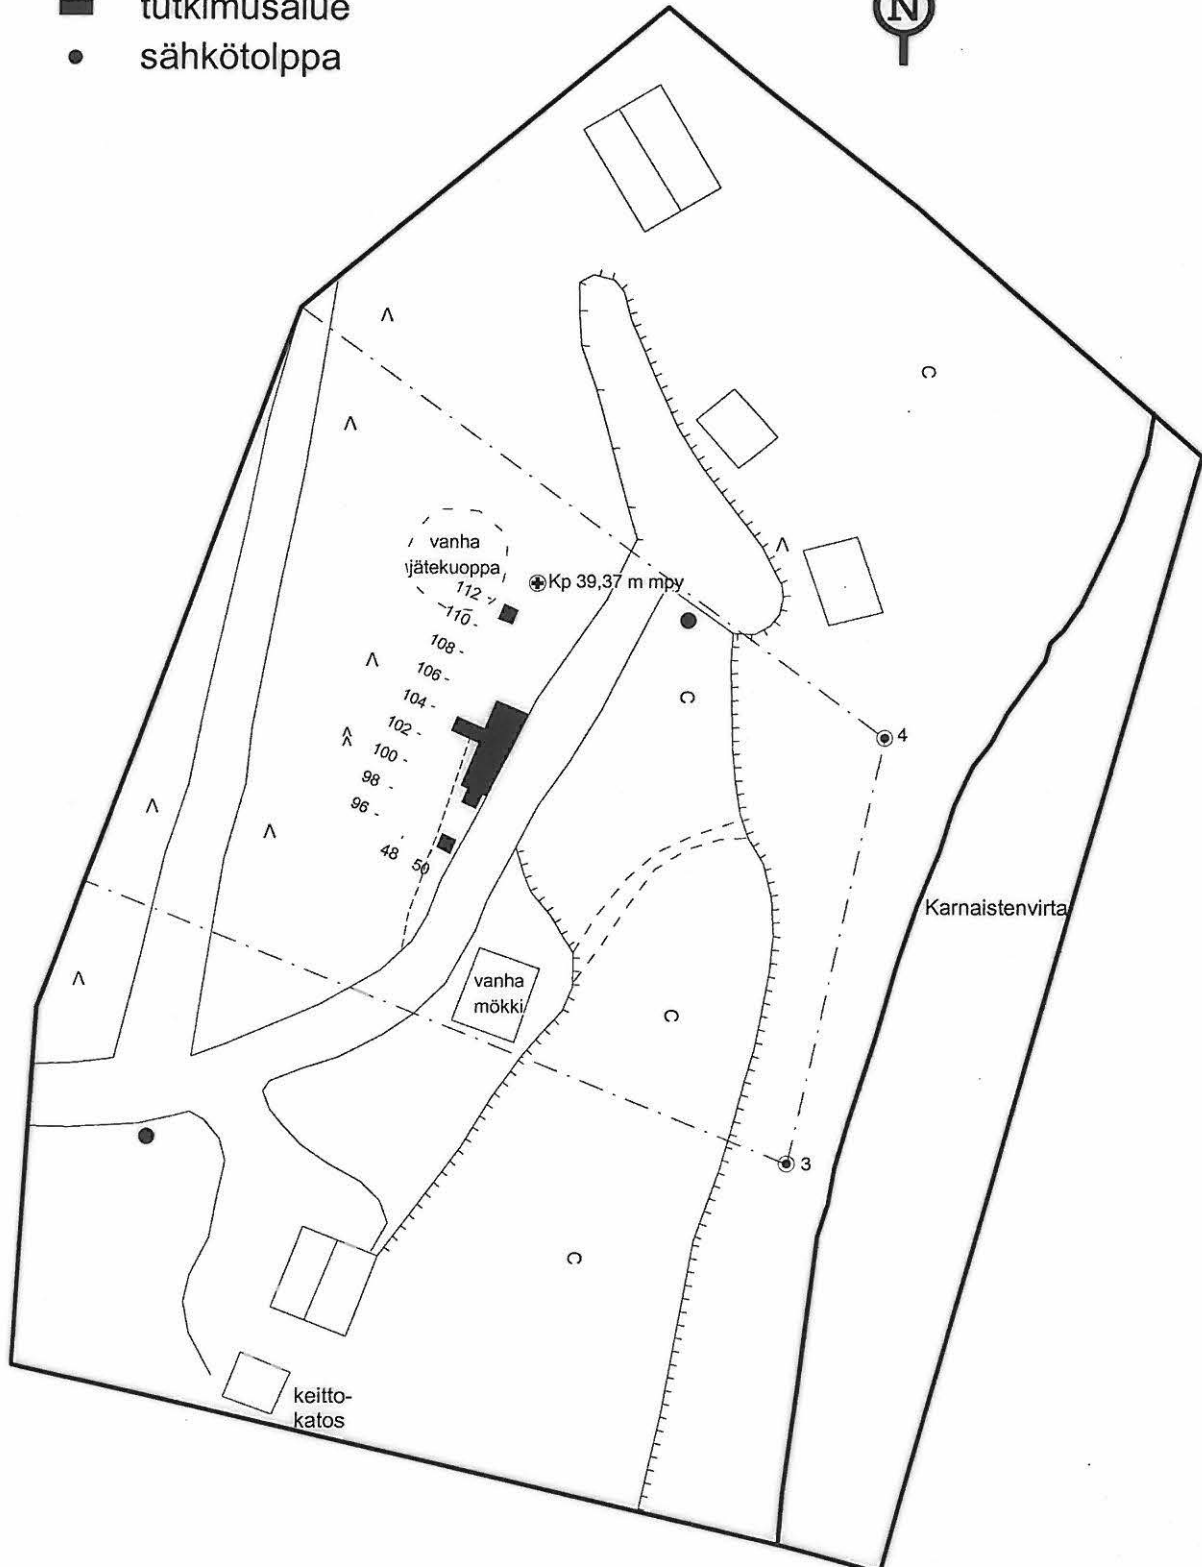 tutkimusalue
sähkötolppa
N
vanha
jätekuoppa
Kp 39,37 m mpy
112
110
108
106
104
102
100
98
96
48 50
4
Karnaistenvirta
vanha
mökki
3
keitto-
katos